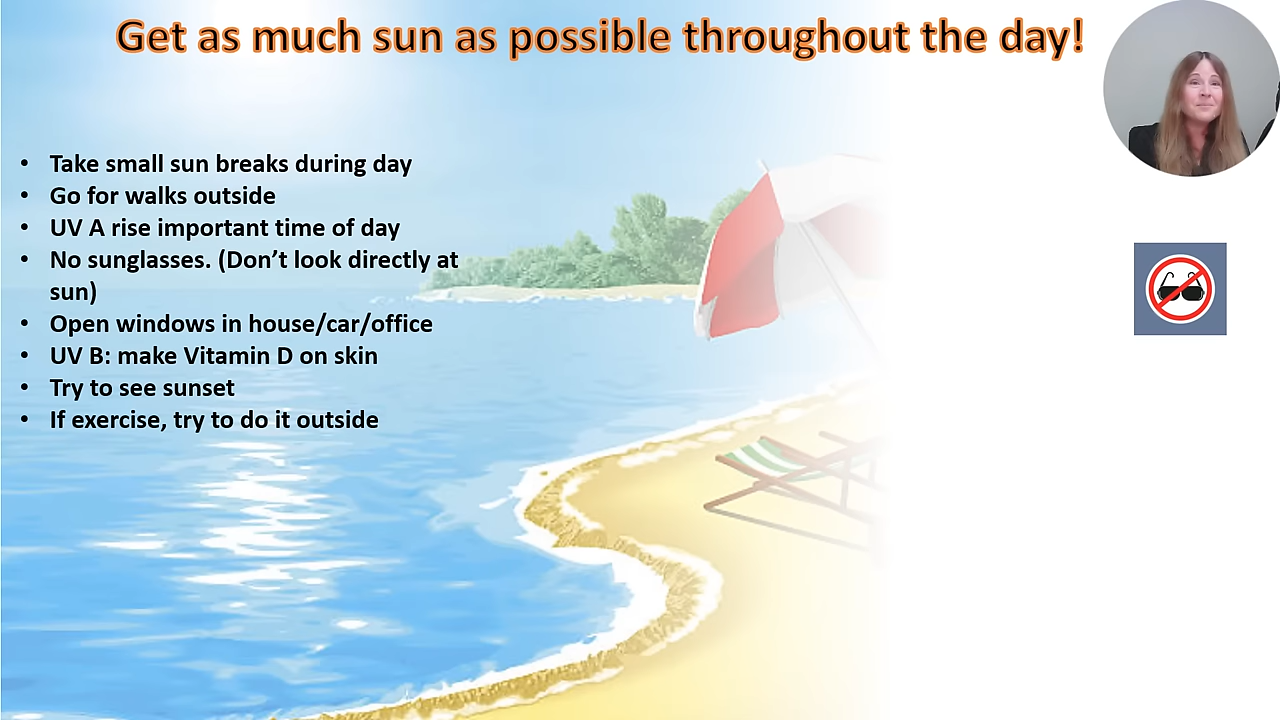 Get as much sun as possible throughout the day!
• Take small sun breaks during day
• Go for walks outside
• UV A rise important time of day
• No sunglasses. (Don’t look directly at
sun)
• Open windows in house/car/office
• UV B: make Vitamin D on skin
• Try to see sunset
• If exercise, try to do it outside